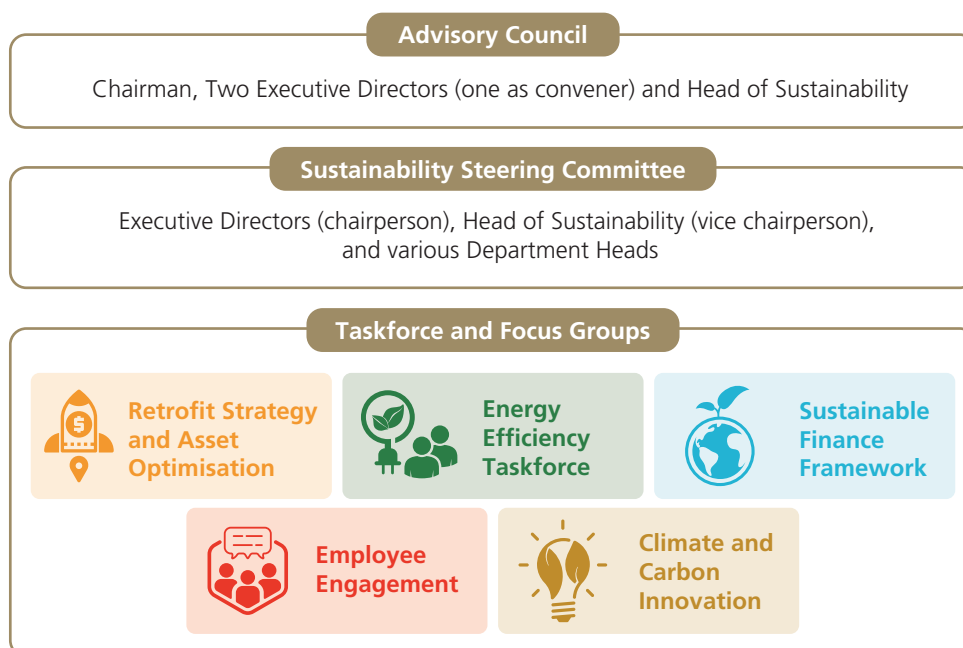 Advisory Council
Chairman, Two Executive Directors (one as convener) and Head of Sustainability
Sustainability Steering Committee
Executive Directors (chairperson), Head of Sustainability (vice chairperson),
and various Department Heads
Taskforce and Focus Groups
$
Retrofit Strategy
and Asset
Optimisation
Energy
Efficiency
Taskforce
Sustainable
Finance
Framework
Employee
Engagement
Climate and
Carbon
Innovation